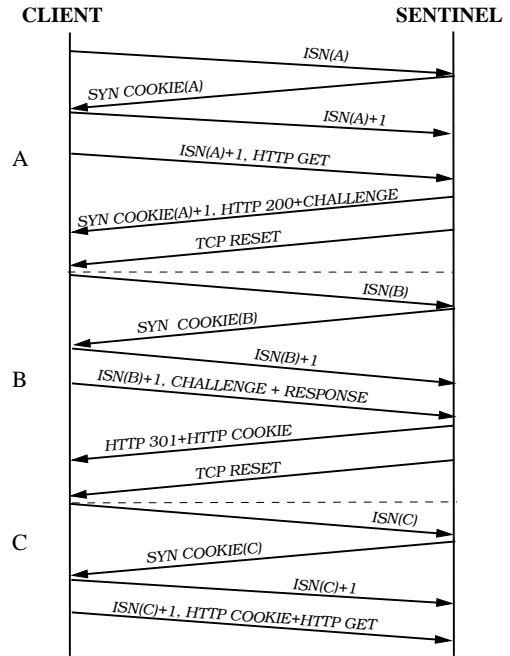 CLIENT SENTINEL
ISN(A)
SYN COOKIE(A)
ISN(A)+1
A
ISN(A)+1, HTTP GET
SYN COOKIE(A)+1, HTTP 200+CHALLENGE
TCP RESET
ISN(B)
SYN COOKIE(B)
ISN(B)+1
B
ISN(B)+1, CHALLENGE + RESPONSE
HTTP 301+HTTP COOKIE
TCP RESET
ISN(C)
C
SYN COOKIE(C)
ISN(C)+1
ISN(C)+1, HTTP COOKIE+HTTP GET